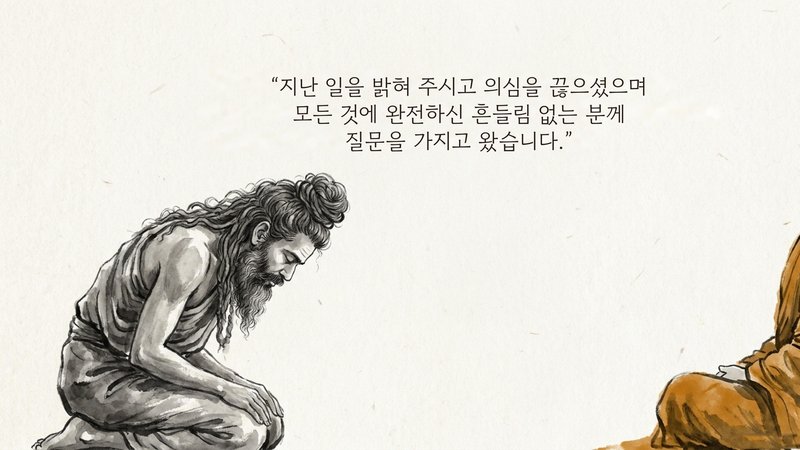 “지난 일을 밝혀 주시고 의심을 끊으셨으며
모든 것에 완전하신 흔들림 없는 분께
질문을 가지고 왔습니다.”